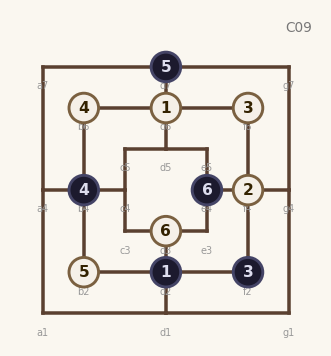 C09
5
a7 d7 g7
4 1 3
b6 d6 f6
c5 d5 e5
4 6 2
a4 b4 c4 e4 f4 g4
6
c3 d3 e3
5 1 3
b2 d2 f2
a1 d1 g1